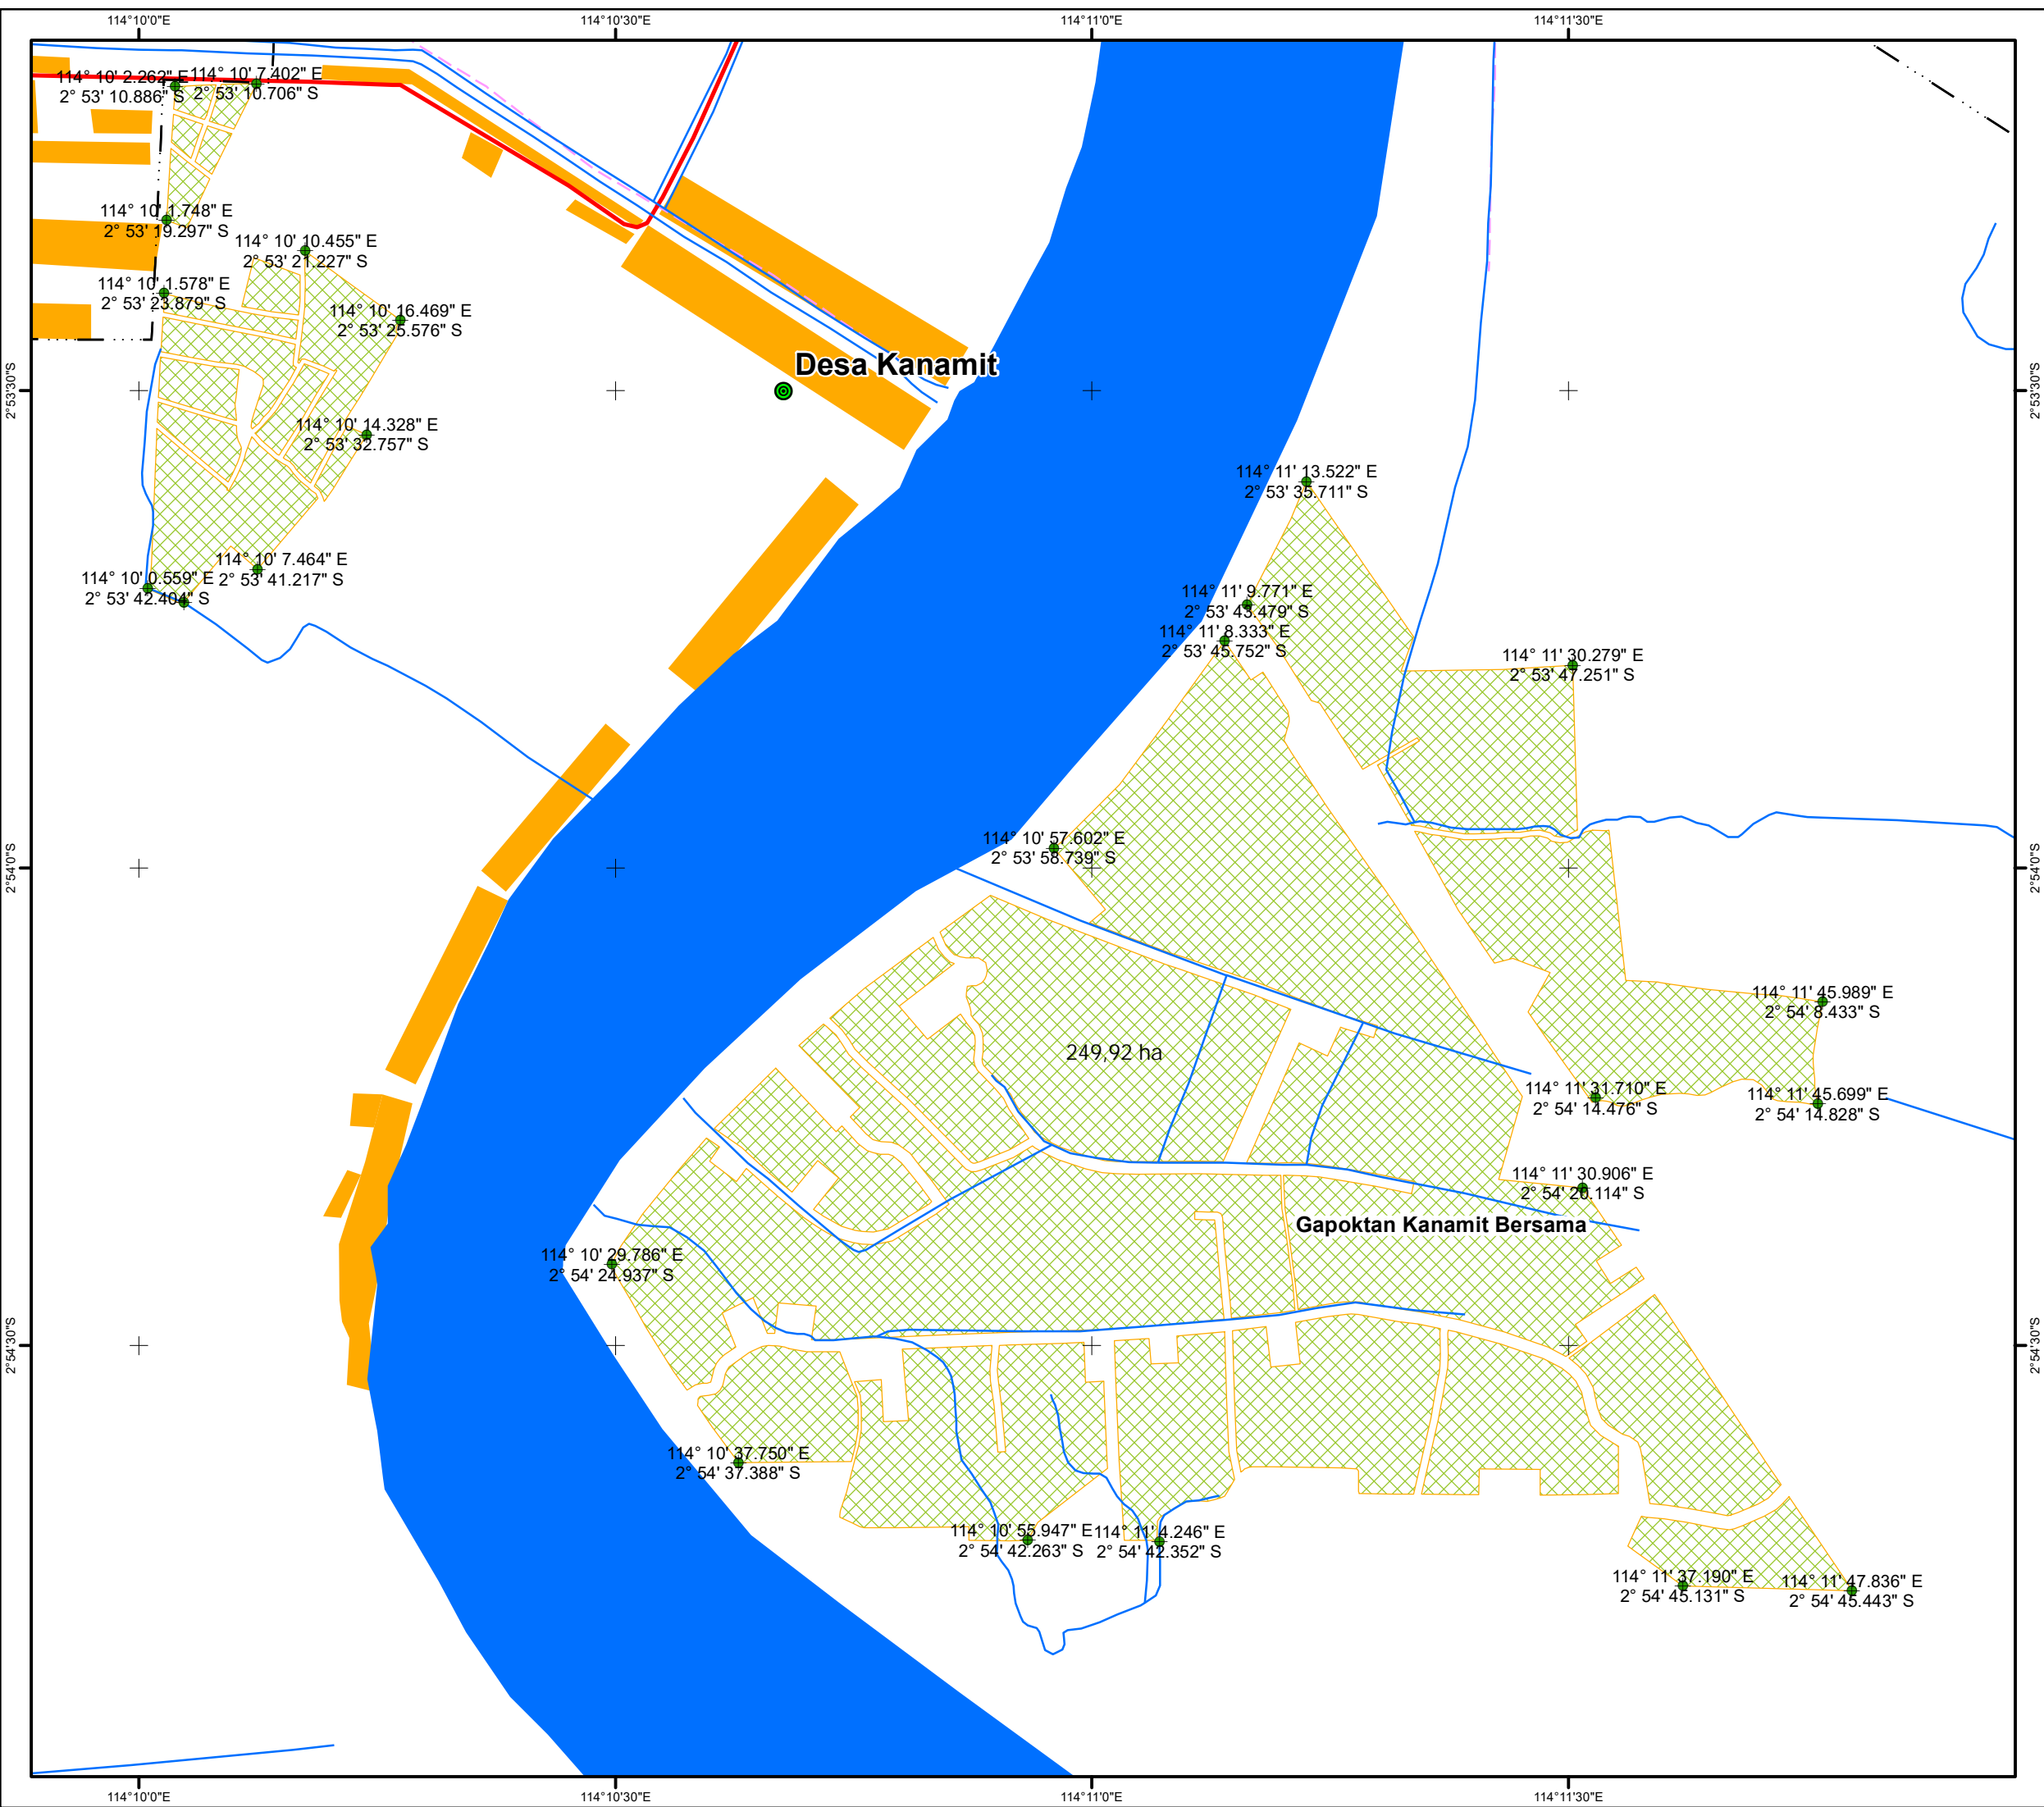 114°10'0"E
114°10'30"E
114°11'0"E
114°11'30"E
114° 10' 2.262" E
2° 53' 10.886" S
114° 10' 7.402" E
2° 53' 10.706" S
114° 10' 1.748" E
2° 53' 19.297" S
114° 10' 10.455" E
2° 53' 21.227" S
114° 10' 1.578" E
2° 53' 23.879" S
114° 10' 16.469" E
2° 53' 25.576" S
Desa Kanamit
2°53'30"S
2°53'30"S
114° 10' 14.328" E
2° 53' 32.757" S
114° 11' 13.522" E
2° 53' 35.711" S
114° 10' 7.464" E
2° 53' 41.217" S
114° 10' 0.559" E
2° 53' 42.404" S
114° 11' 9.771" E
2° 53' 43.479" S
114° 11' 8.333" E
2° 53' 45.752" S
114° 11' 30.279" E
2° 53' 47.251" S
114° 10' 57.602" E
2° 53' 58.739" S
2°54'0"S
2°54'0"S
114° 11' 45.989" E
2° 54' 8.433" S
249,92 ha
114° 11' 31.710" E
2° 54' 14.476" S
114° 11' 45.699" E
2° 54' 14.828" S
114° 11' 30.906" E
2° 54' 20.114" S
Gapoktan Kanamit Bersama
114° 10' 29.786" E
2° 54' 24.937" S
2°54'30"S
2°54'30"S
114° 10' 37.750" E
2° 54' 37.388" S
114° 10' 55.947" E
2° 54' 42.263" S
114° 11' 4.246" E
2° 54' 42.352" S
114° 11' 37.190" E
2° 54' 45.131" S
114° 11' 47.836" E
2° 54' 45.443" S
114°10'0"E
114°10'30"E
114°11'0"E
114°11'30"E